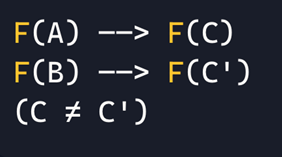 F(A) --> F(C)
F(B) --> F(C')
(C ≠ C')